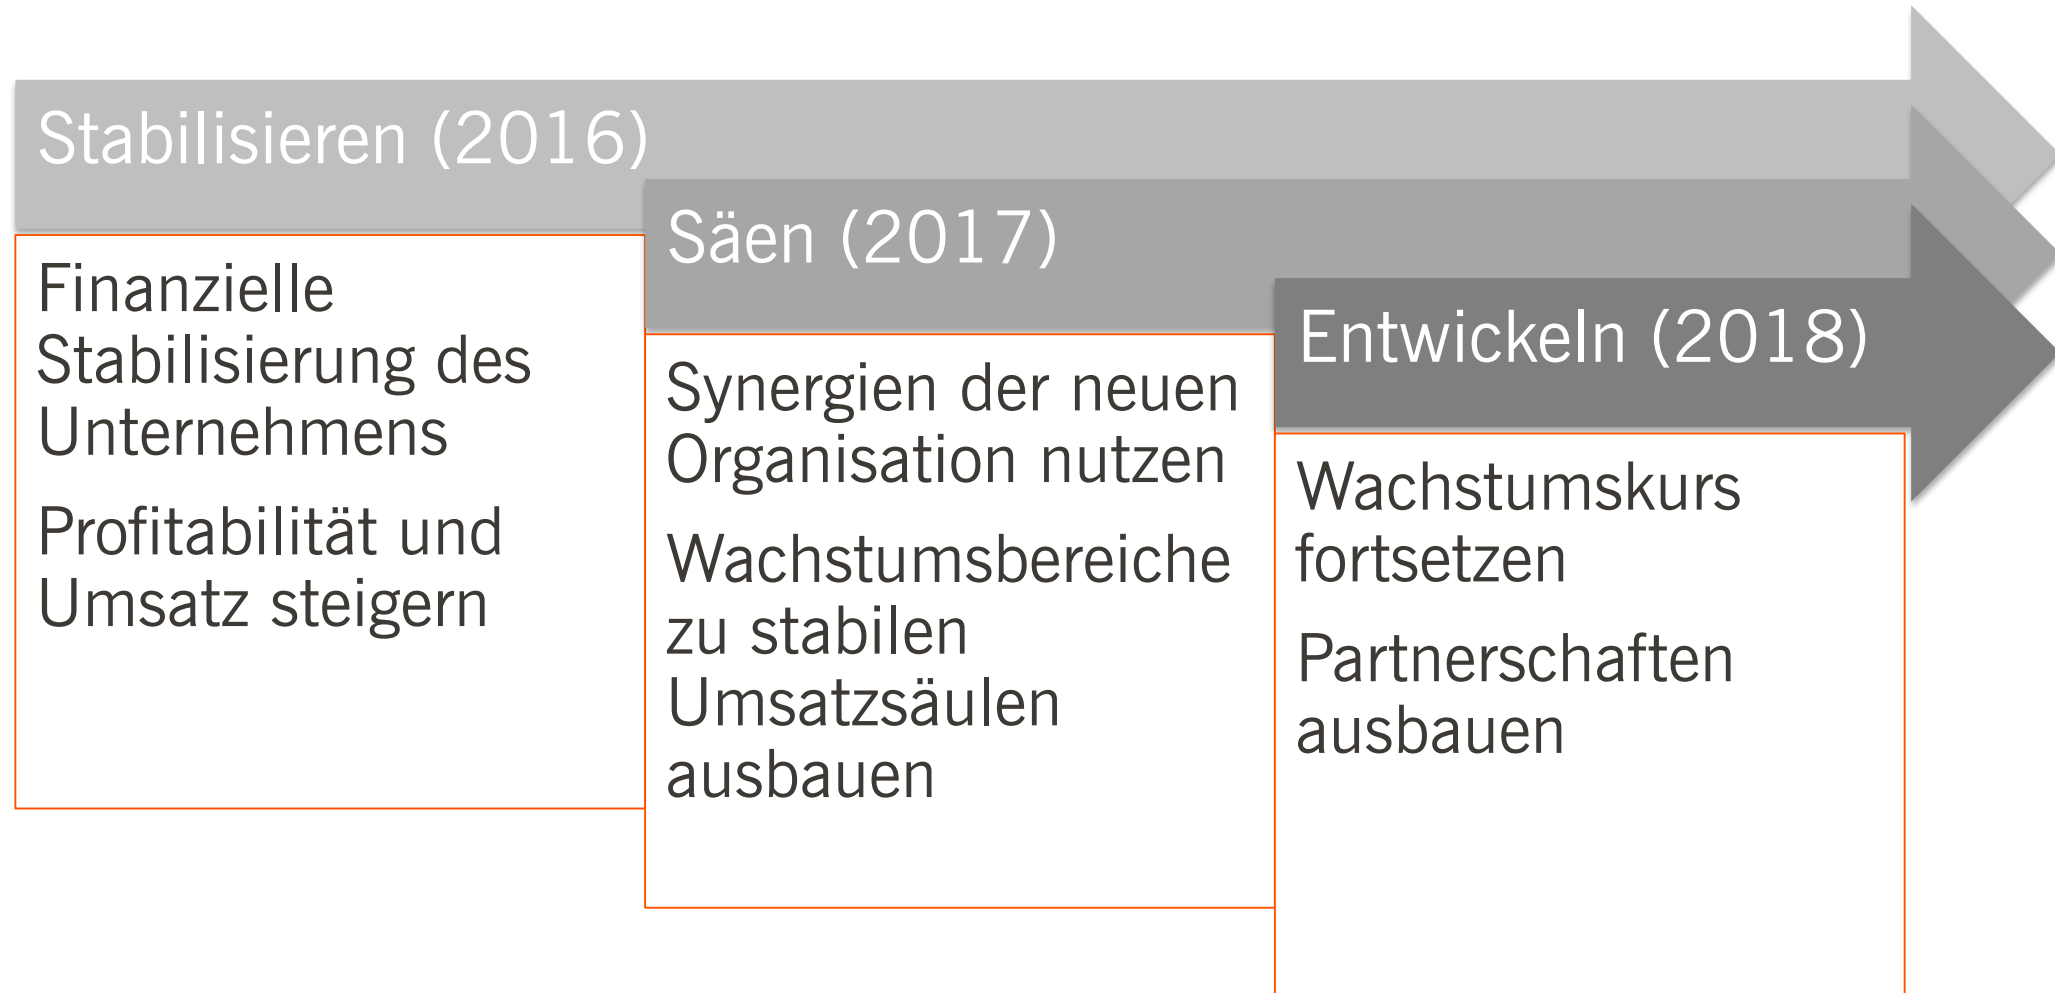 Stabilisieren (2016)
Finanzielle
Stabilisierung des
Unternehmens
Profitabilität und
Umsatz steigern
Säen (2017)
Synergien der neuen
Organisation nutzen
Wachstumsbereiche
zu stabilen
Umsatzsäulen
ausbauen
Entwickeln (2018)
Wachstumskurs
fortsetzen
Partnerschaften
ausbauen